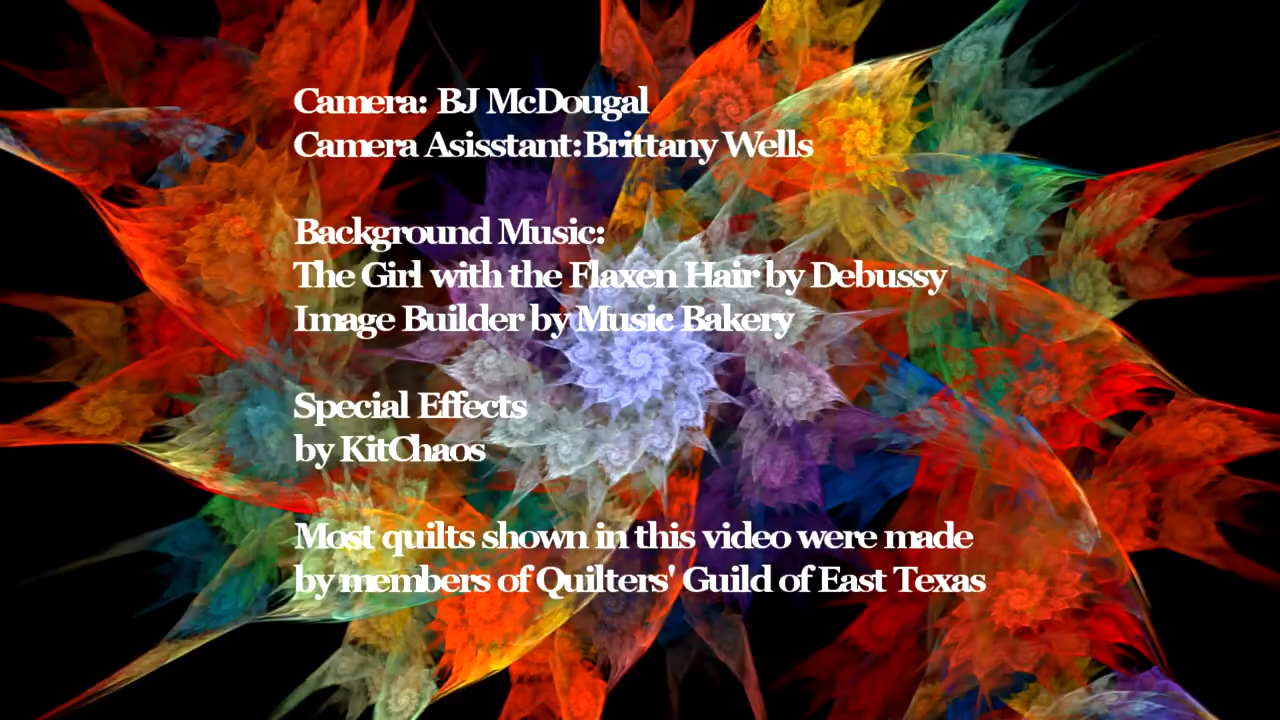 Camera: BJ McDougal
Camera Asisstant:Brittany Wells
Background Music:
The Girl with the Flaxen Hair by Debussy
Image Builder by Music Bakery
Special Effects
by KitChaos
Most quilts shown in this video were made
by members of Quilters' Guild of East Texas